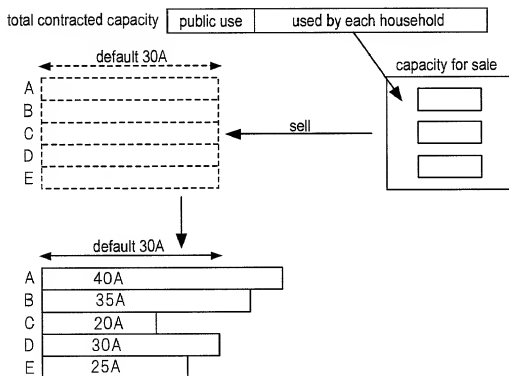 total contracted capacity public use used by each household
default 30A
capacity for sale
A
B
C
D
E
sell
default 30A
A 40A
B 35A
C 20A
D 30A
E 25A